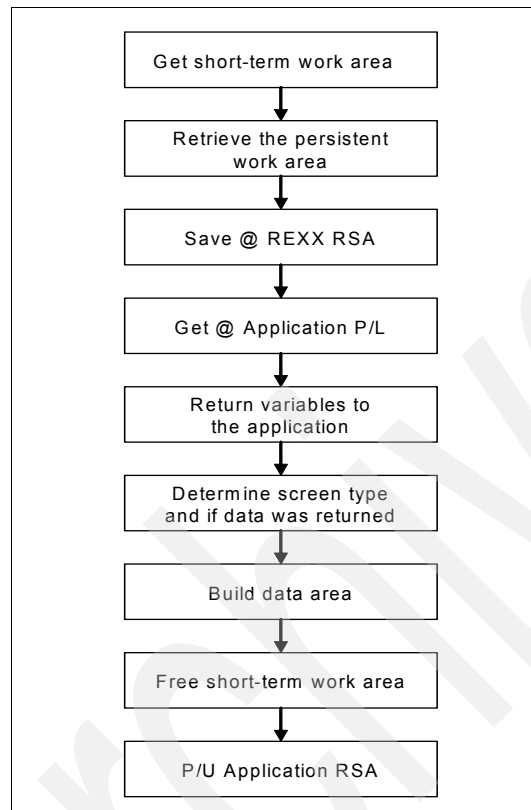 Get short-term work area
Retrieve the persistent
work area
Save @ REXX RSA
Get @ Application P/L
Return variables to
the application
Determine screen type
and if data was returned
Build data area
Free short-term work area
P/U Application RSA